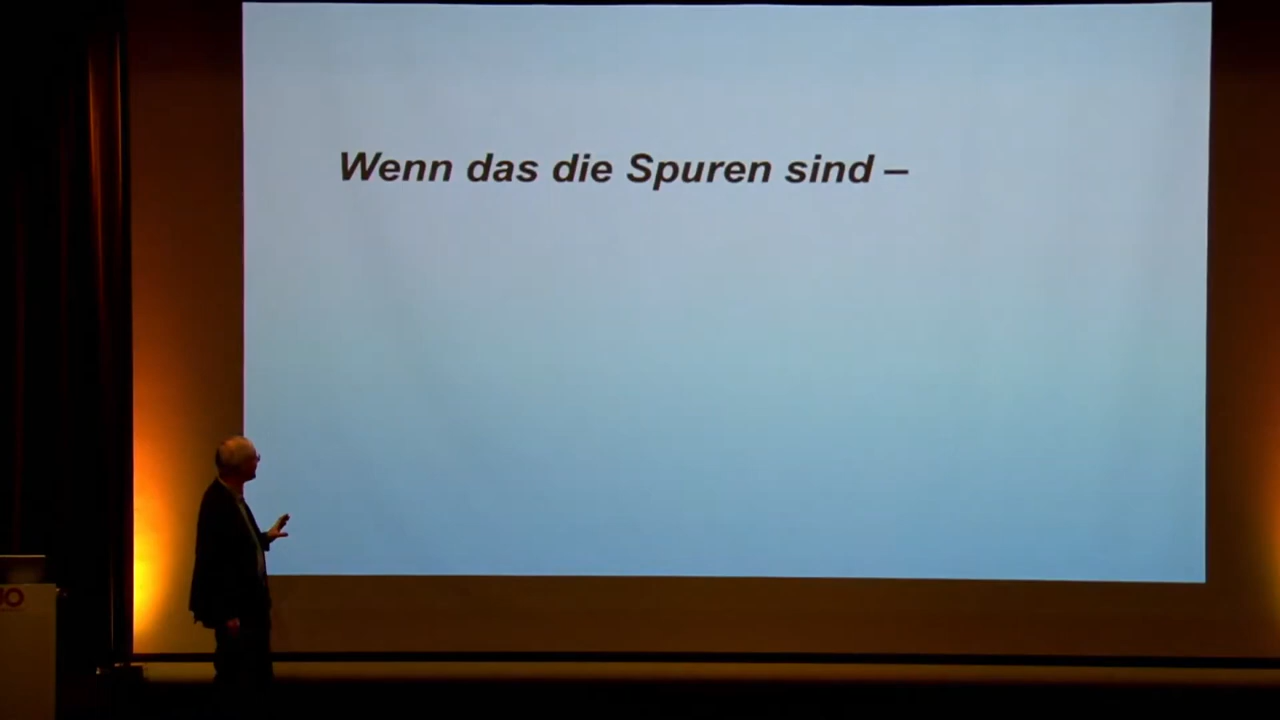 Wenn das die Spuren sind –